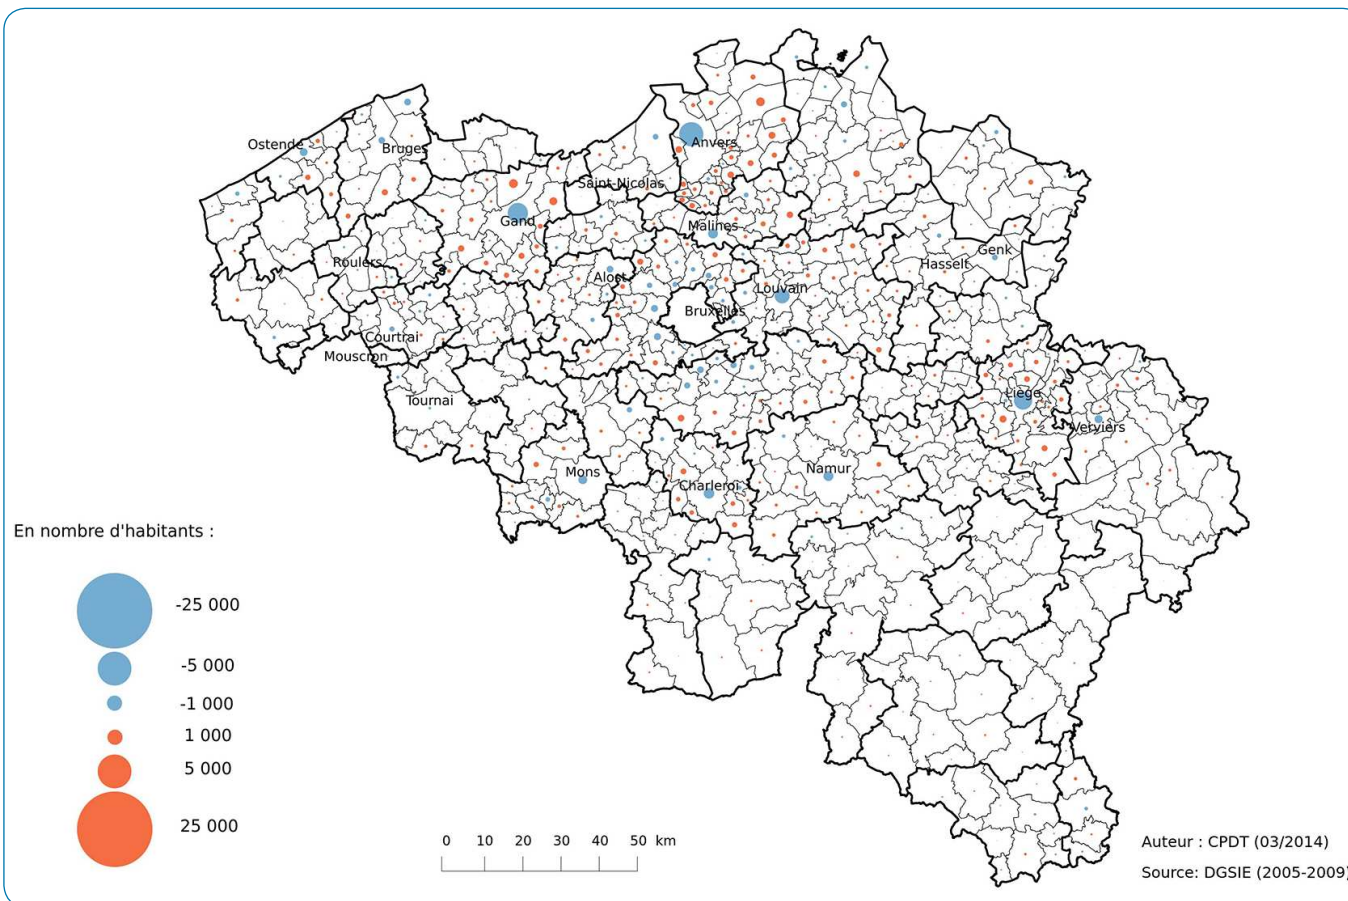 Anvers
Ostende
Bruges
Saint-Nicolas
Gand
Malines
Roulers
Genk
Hasselt
Alost
Louvain
Bruxelles
Courtrai
Mouscron
Liège
Tournai
Verviers
Mons
Namur
Charleroi
En nombre d'habitants :
-25 000
-5 000
-1 000
1 000
5 000
25 000
0 10 20 30 40 50 km
Auteur : CPDT (03/2014)
Source: DGSIE (2005-2009)